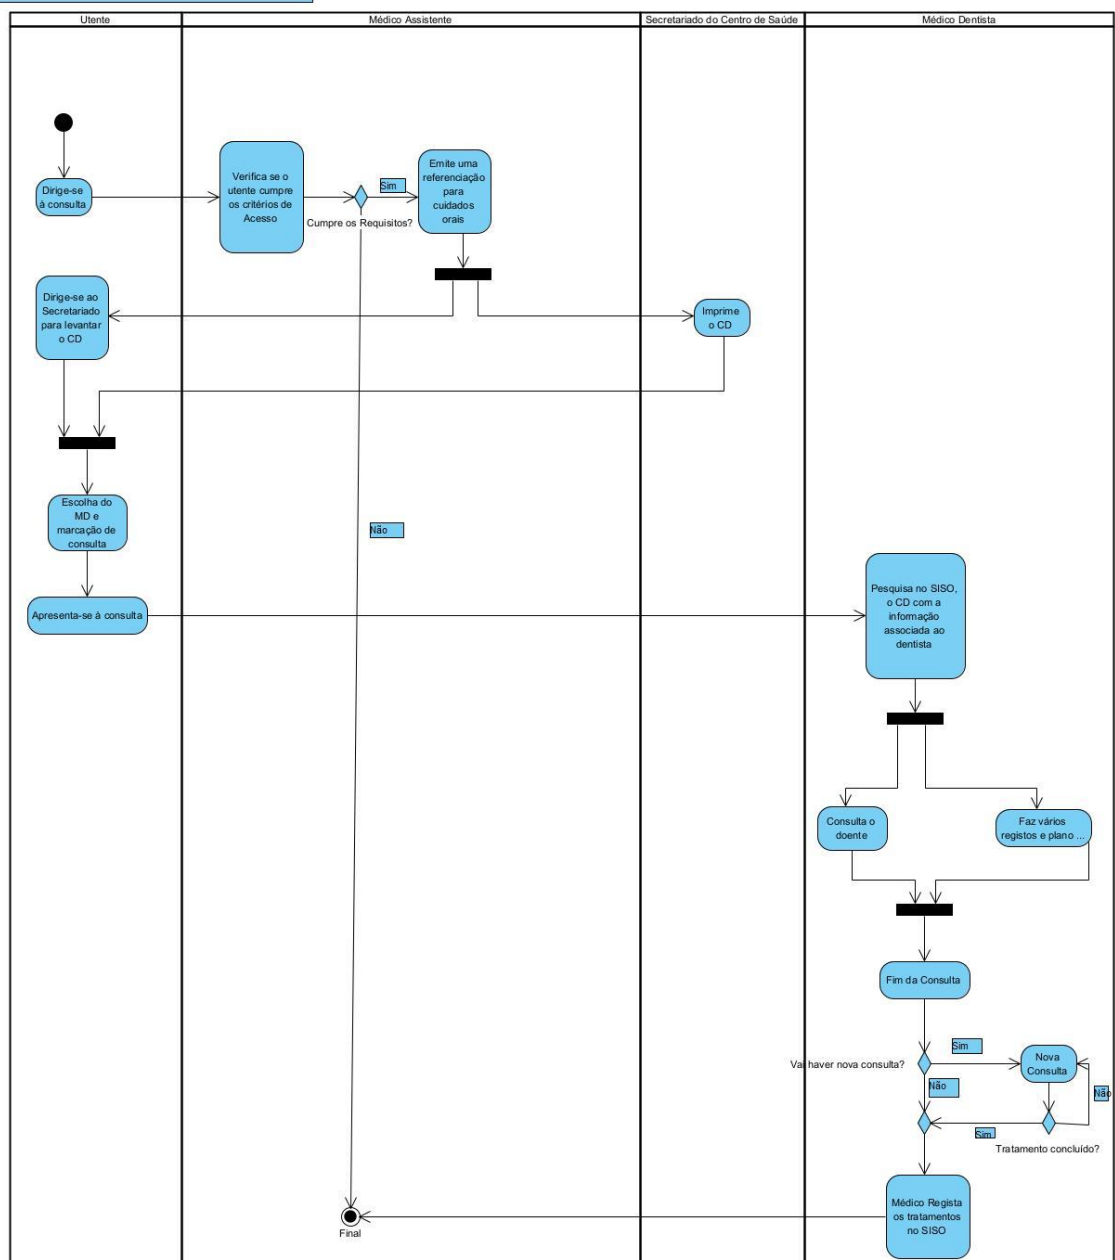 Utente
Médico Assistente
Secretariado do Centro de Saúde
Médico Dentista
Dirige-se
à consulta
Verifica se o
utente cumpre
os critérios de
Acesso
Sim
Cumpre os Requisitos?
Emite uma
referenciação
para
cuidados
orais
Dirige-se ao
Secretariado
para levantar
o CD
Imprime
o CD
Escolha do
MD e
marcação de
consulta
Não
Apresenta-se à consulta
Pesquisa no SISO,
o CD com a
informação
associada ao
dentista
Consulta o
doente
Faz vários
registos e plano ...
Fim da Consulta
Vai haver nova consulta?
Sim
Nova
Consulta
Não
Não
Sim
Tratamento concluído?
Médico Regista
os tratamentos
no SISO
Final